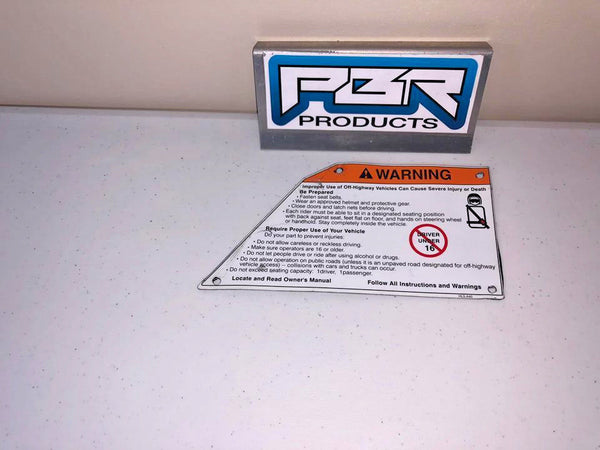 PBR
PRODUCTS
WARNING
Improper Use of Off-Highway Vehicles Can Cause Severe Injury or Death
Be Prepared
• Fasten seat belts.
• Wear an approved helmet and protective gear.
• Close doors and latch nets before driving.
• Each rider must be able to sit in a designated seating position
with back against seat, feet flat on floor, and hands on steering wheel
or handhold. Stay completely inside the vehicle.
Require Proper Use of Your Vehicle
Do your part to prevent injuries:
• Do not allow careless or reckless driving.
• Make sure operators are 16 or older.
• Do not let people drive or ride after using alcohol or drugs.
• Do not allow operation on public roads (unless it is an unpaved road designated for off-highway
vehicle access) – collisions with cars and trucks can occur.
• Do not exceed seating capacity: 1driver, 1passenger.
DRIVER
UNDER
16
Locate and Read Owner's Manual Follow All Instructions and Warnings